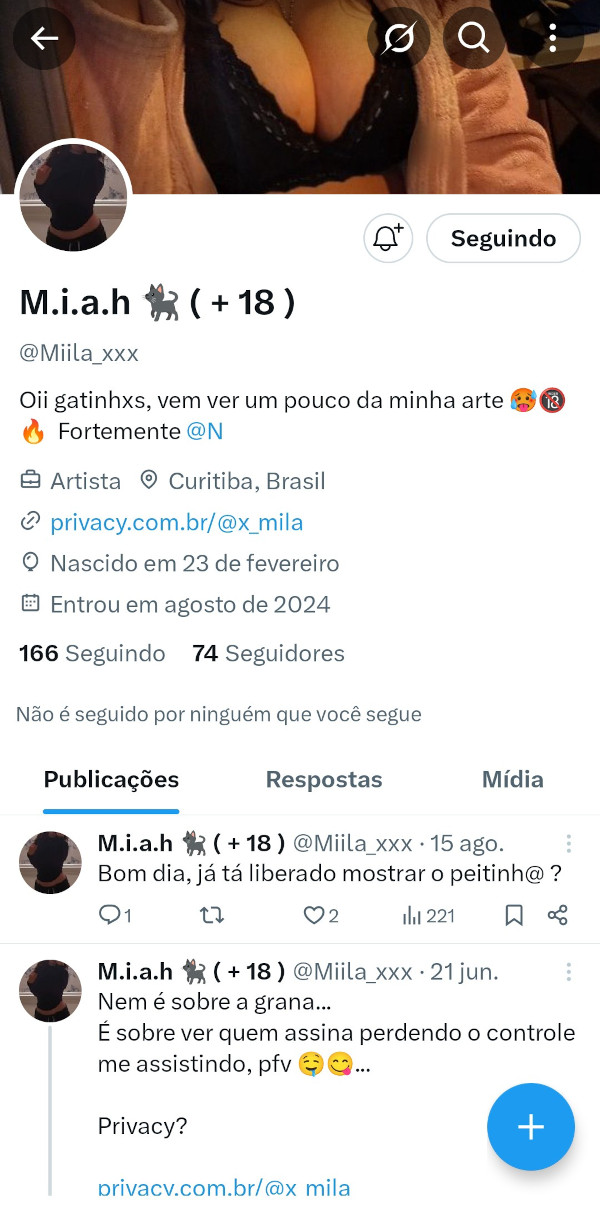 Seguindo
M.i.a.h 🐈‍⬛ ( + 18 )
@Miila_xxx
Oii gatinhxs, vem ver um pouco da minha arte 🥵🔞
🔥 Fortemente @N
Artista Curitiba, Brasil
privacy.com.br/@x_mila
Nascido em 23 de fevereiro
Entrou em agosto de 2024
166 Seguindo 74 Seguidores
Não é seguido por ninguém que você segue
Publicações Respostas Mídia
M.i.a.h 🐈‍⬛ ( + 18 ) @Miila_xxx · 15 ago.
Bom dia, já tá liberado mostrar o peitinh@ ?
1 2 221
M.i.a.h 🐈‍⬛ ( + 18 ) @Miila_xxx · 21 jun.
Nem é sobre a grana...
É sobre ver quem assina perdendo o controle
me assistindo, pfv 🤤😋...
Privacy?
privacy.com.br/@x_mila